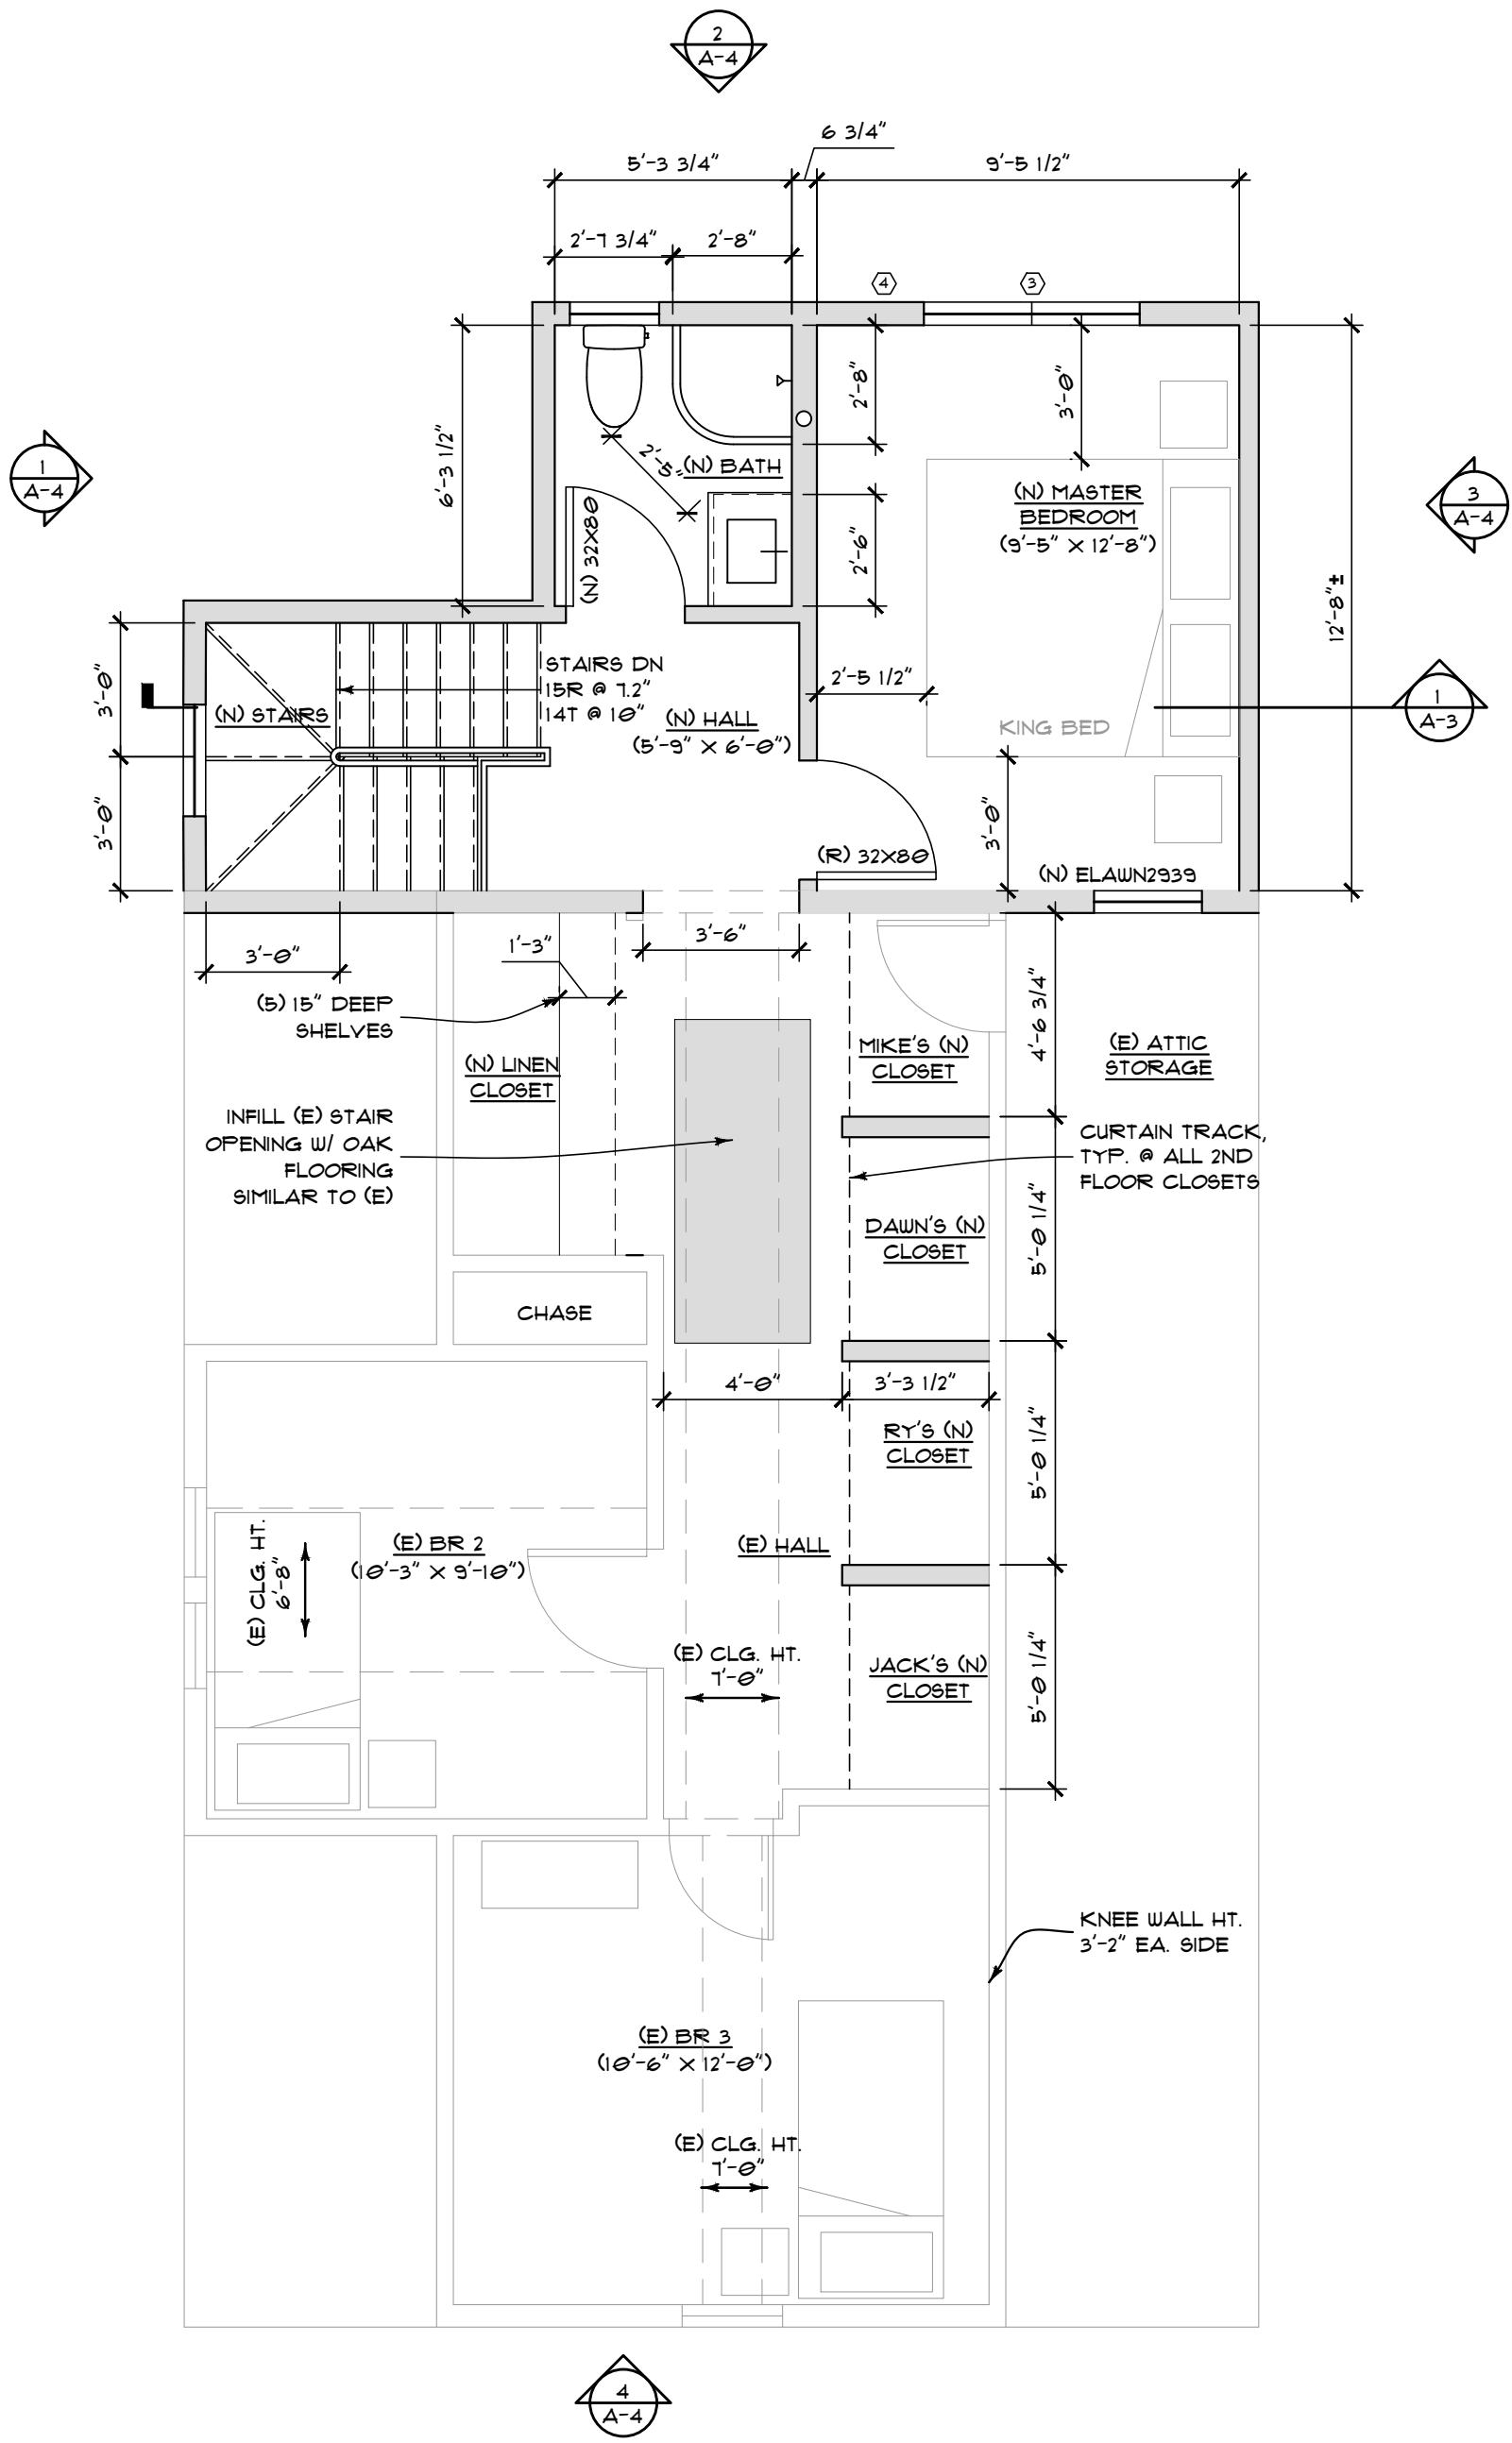 2
A-4
6 3/4"
5'-3 3/4"
9'-5 1/2"
2'-7 3/4"
2'-8"
4
3
2'-8"
3'-0"
6'-3 1/2"
2'-5"
(N) BATH
1
A-4
3
A-4
(N) MASTER
BEDROOM
(9'-5" X 12'-8")
(N) 32X80
2'-6"
12'-8"±
3'-0"
STAIRS DN
15R @ 7.2"
14T @ 10"
(N) STAIRS
(N) HALL
(5'-9" X 6'-0")
2'-5 1/2"
KING BED
1
A-3
3'-0"
3'-0"
(R) 32X80
(N) ELAWN2939
3'-0"
1'-3"
3'-6"
(5) 15" DEEP
SHELVES
4'-6 3/4"
MIKE'S (N)
CLOSET
(E) ATTIC
STORAGE
(N) LINEN
CLOSET
INFILL (E) STAIR
OPENING W/ OAK
FLOORING
SIMILAR TO (E)
CURTAIN TRACK,
TYP. @ ALL 2ND
FLOOR CLOSETS
DAWN'S (N)
CLOSET
5'-0 1/4"
CHASE
4'-0"
3'-3 1/2"
RY'S (N)
CLOSET
5'-0 1/4"
(E) CLG. HT.
6'-8"
(E) BR 2
(10'-3" X 9'-10")
(E) HALL
(E) CLG. HT.
7'-0"
JACK'S (N)
CLOSET
5'-0 1/4"
KNEE WALL HT.
3'-2" EA. SIDE
(E) BR 3
(10'-6" X 12'-0")
(E) CLG. HT.
7'-0"
4
A-4